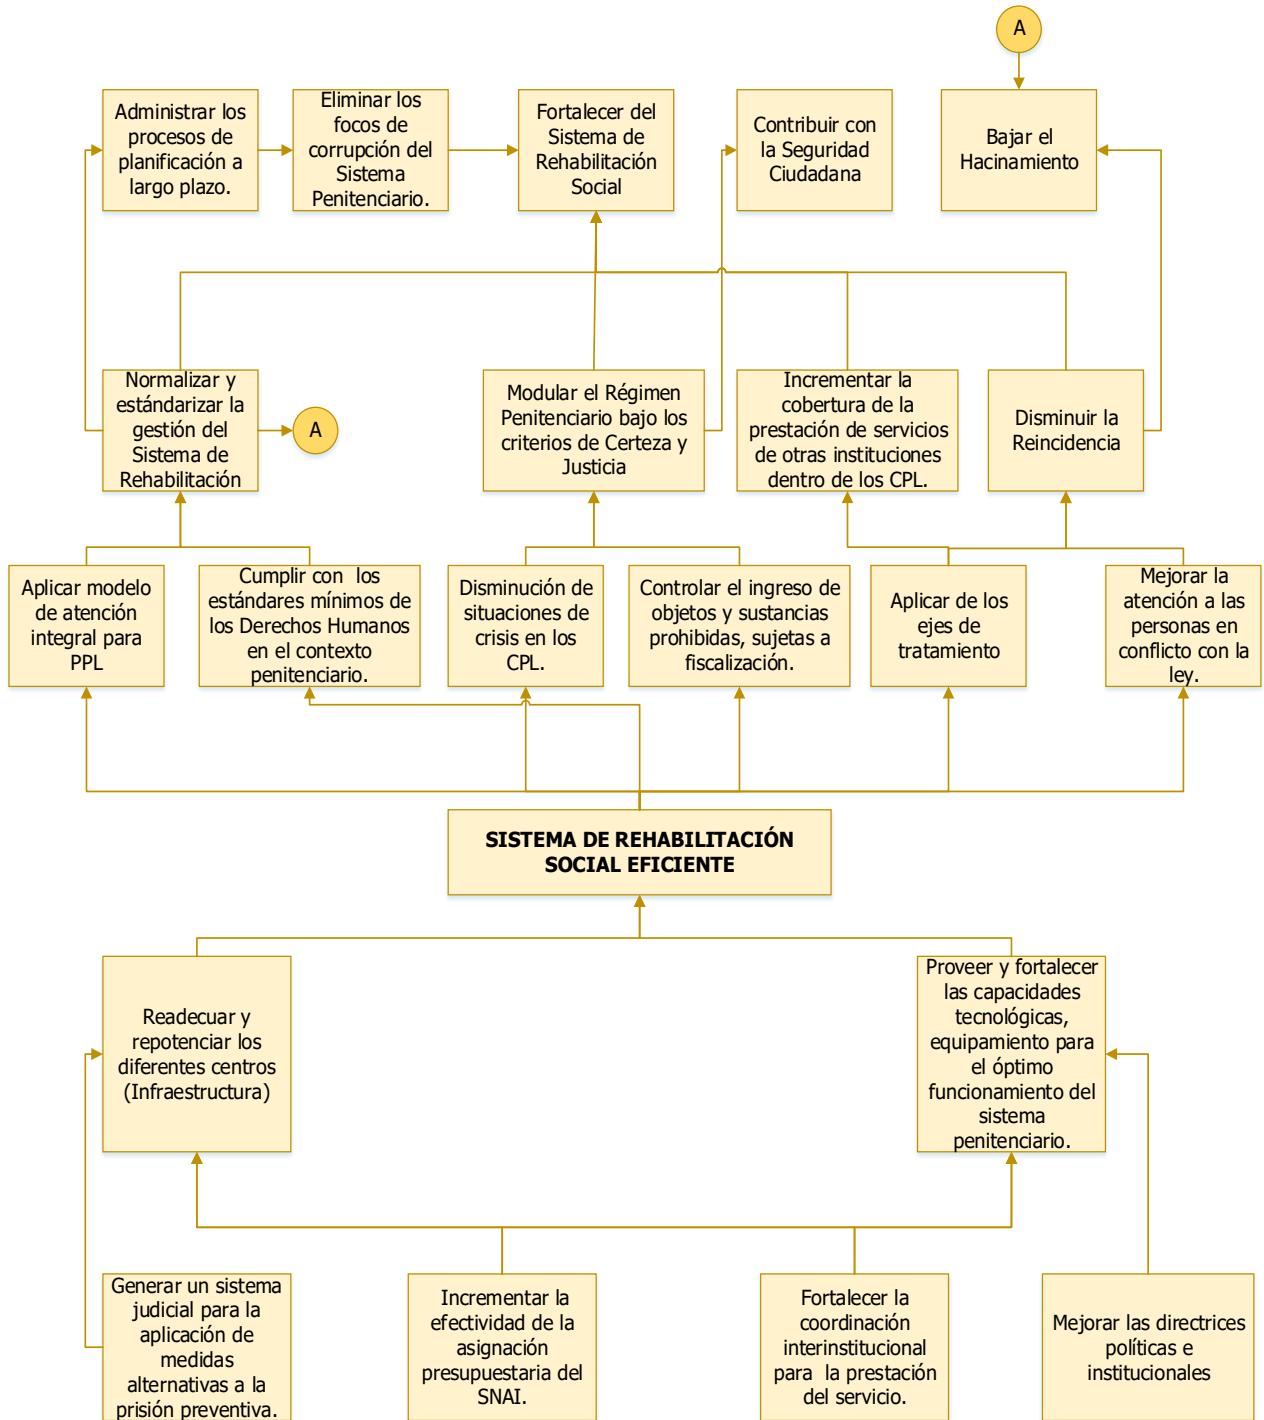 A
Administrar los
procesos de
planificación a
largo plazo.
Eliminar los
focos de
corrupción del
Sistema
Penitenciario.
Fortalecer del
Sistema de
Rehabilitación
Social
Contribuir con
la Seguridad
Ciudadana
Bajar el
Hacinamiento
Normalizar y
estándarizar la
gestión del
Sistema de
Rehabilitación
A
Modular el Régimen
Penitenciario bajo los
criterios de Certeza y
Justicia
Incrementar la
cobertura de la
prestación de servicios
de otras instituciones
dentro de los CPL.
Disminuir la
Reincidencia
Aplicar modelo
de atención
integral para
PPL
Cumplir con los
estándares mínimos de
los Derechos Humanos
en el contexto
penitenciario.
Disminución de
situaciones de
crisis en los
CPL.
Controlar el ingreso de
objetos y sustancias
prohibidas, sujetas a
fiscalización.
Aplicar de los
ejes de
tratamiento
Mejorar la
atención a las
personas en
conflicto con la
ley.
SISTEMA DE REHABILITACIÓN
SOCIAL EFICIENTE
Readecuar y
repotenciar los
diferentes centros
(Infraestructura)
Proveer y fortalecer
las capacidades
tecnológicas,
equipamiento para
el óptimo
funcionamiento del
sistema
penitenciario.
Generar un sistema
judicial para la
aplicación de
medidas
alternativas a la
prisión preventiva.
Incrementar la
efectividad de la
asignación
presupuestaria del
SNAI.
Fortalecer la
coordinación
interinstitucional
para la prestación
del servicio.
Mejorar las directrices
políticas e
institucionales